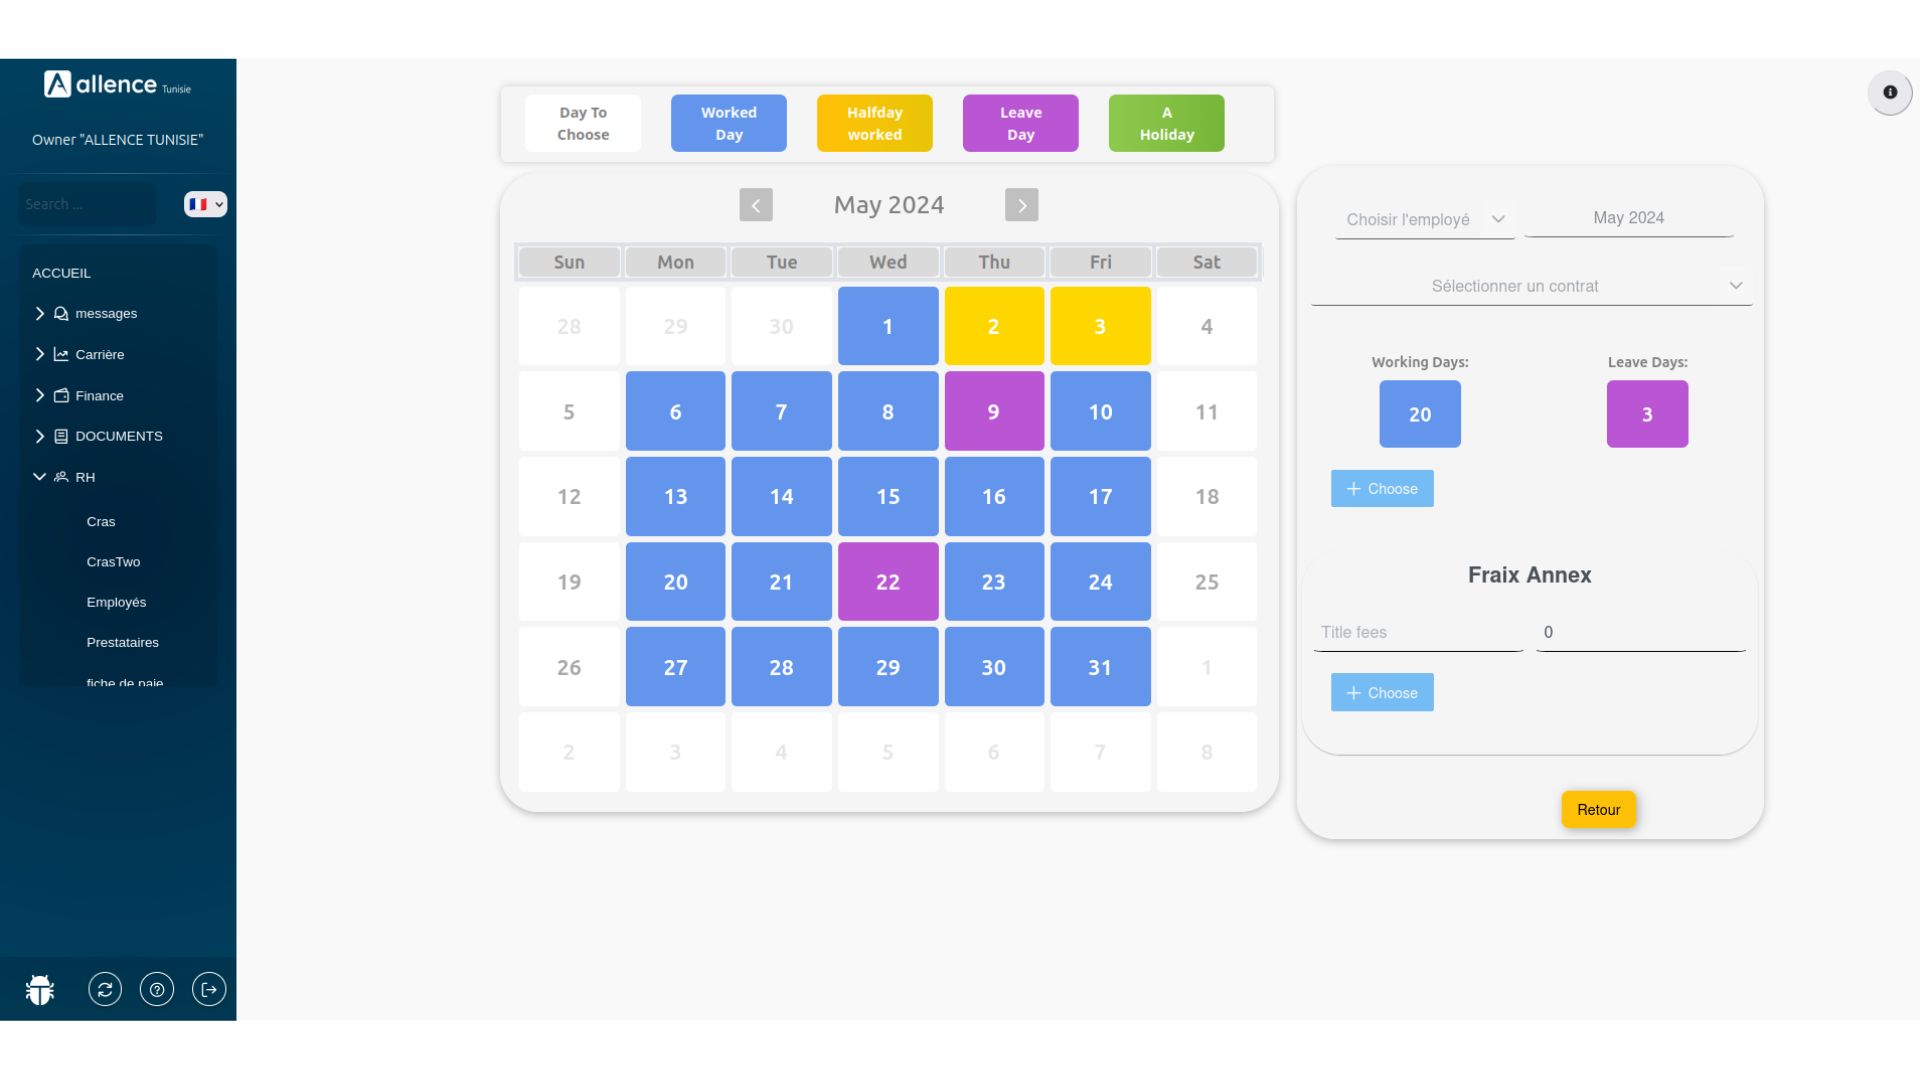 allence Tunisie
Owner "ALLENCE TUNISIE"
Search ...
ACCUEIL
messages
Carrière
Finance
DOCUMENTS
RH
Cras
CrasTwo
Employés
Prestataires
fiche de paie
Day To
Choose
Worked
Day
Halfday
worked
Leave
Day
A
Holiday
May 2024
Sun Mon Tue Wed Thu Fri Sat
28 29 30 1 2 3 4
5 6 7 8 9 10 11
12 13 14 15 16 17 18
19 20 21 22 23 24 25
26 27 28 29 30 31 1
2 3 4 5 6 7 8
Choisir l'employé May 2024
Sélectionner un contrat
Working Days: Leave Days:
20 3
Choose
Fraix Annex
Title fees 0
Choose
Retour